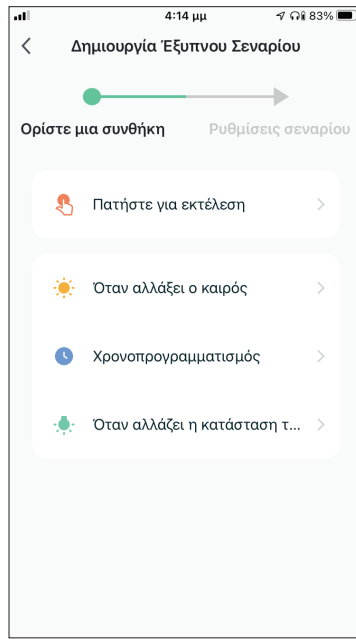 4:14 μμ 83%
Δημιουργία Έξυπνου Σεναρίου
Ορίστε μια συνθήκη Ρυθμίσεις σεναρίου
Πατήστε για εκτέλεση
Όταν αλλάξει ο καιρός
Χρονοπρογραμματισμός
Όταν αλλάζει η κατάσταση τ...